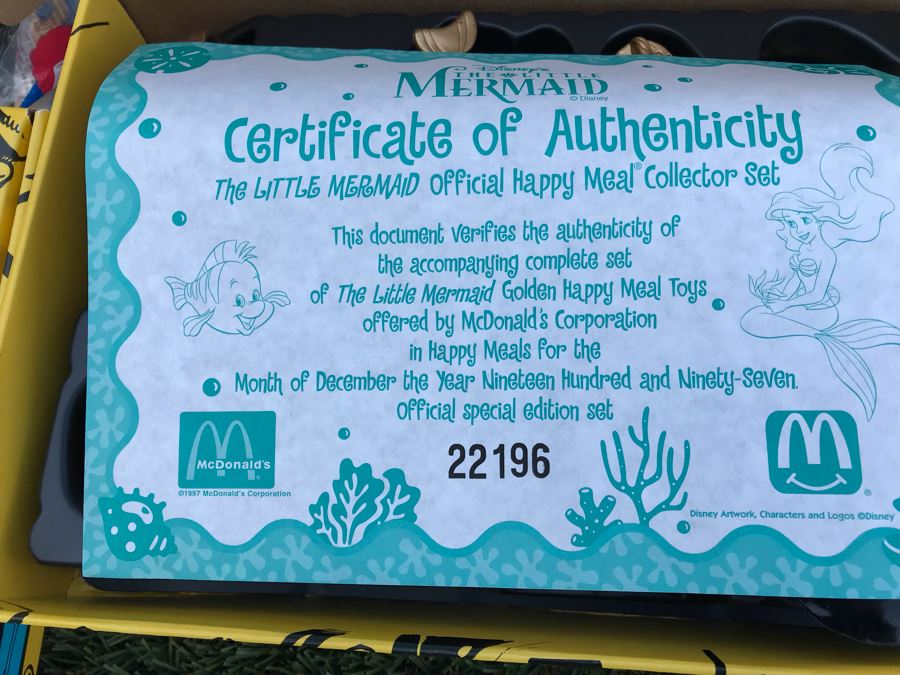 Disney's
THE LITTLE
MERMAID
© Disney
Certificate of Authenticity
The LITTLE MERMAID Official Happy Meal® Collector Set
This document verifies the authenticity of
the accompanying complete set
of The Little Mermaid Golden Happy Meal Toys
offered by McDonald's Corporation
in Happy Meals for the
Month of December the Year Nineteen Hundred and Ninety-Seven.
Official special edition set
22196
McDonald's
®
©1997 McDonald's Corporation
®
Disney Artwork, Characters and Logos ©Disney